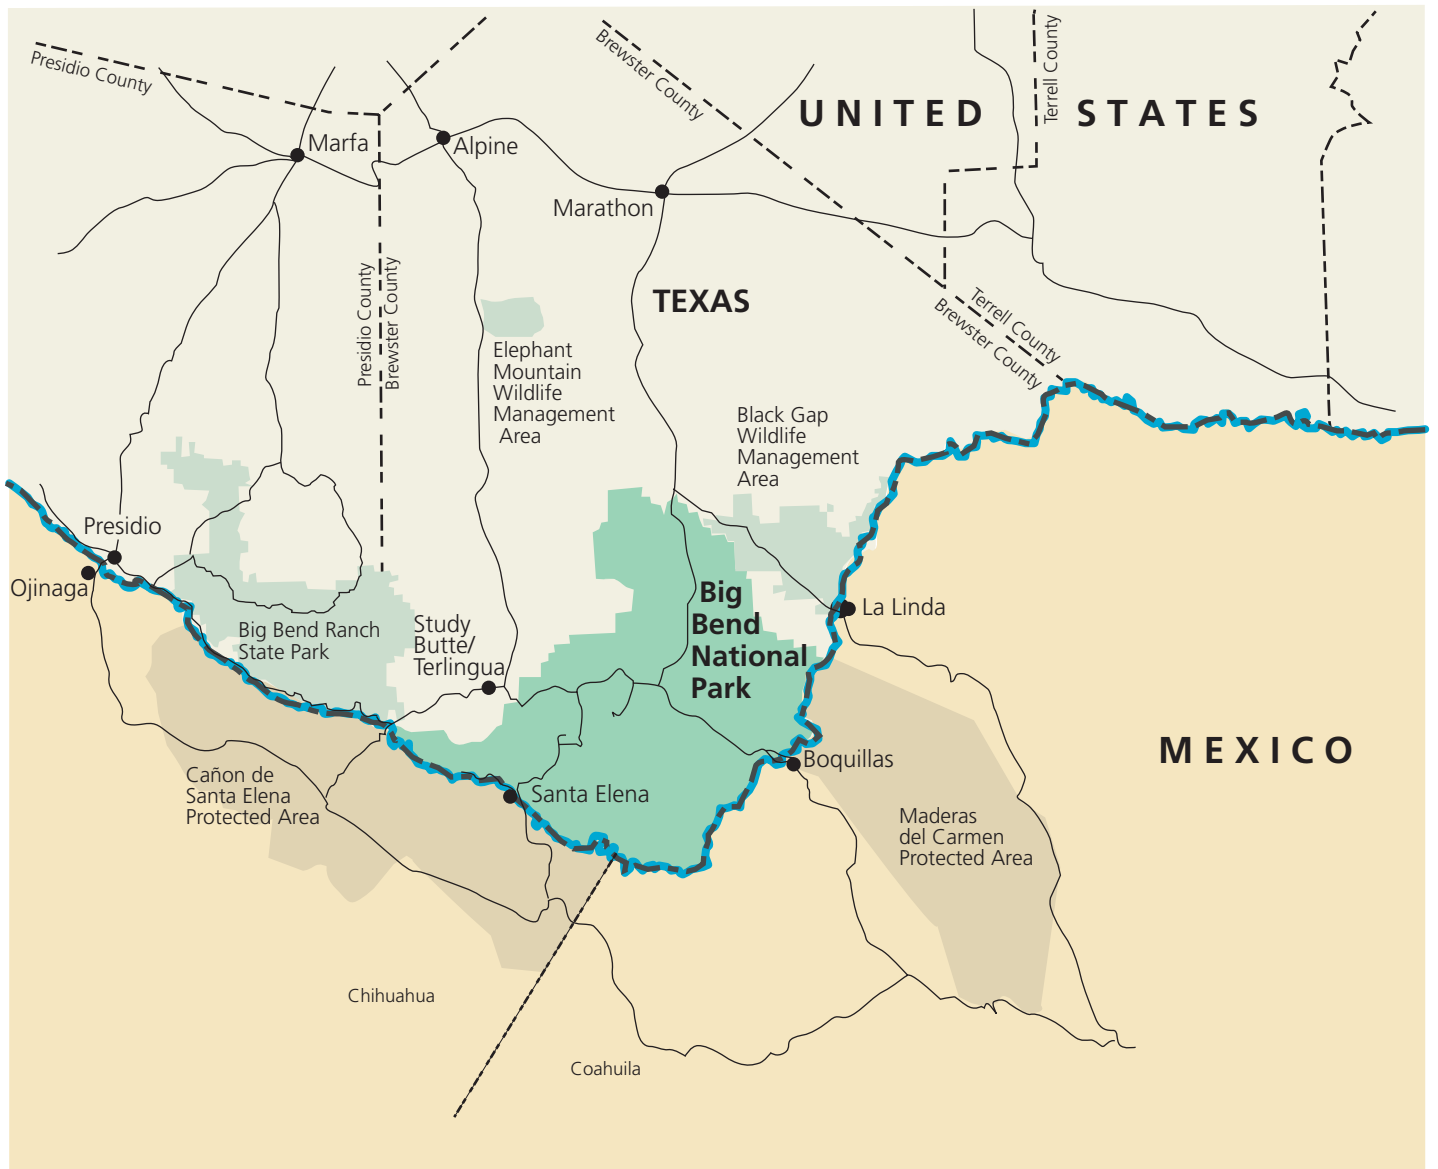 Presidio County
Brewster County
Terrell County
UNITED STATES
Marfa
Alpine
Marathon
Presidio County
Brewster County
TEXAS
Terrell County
Brewster County
Elephant
Mountain
Wildlife
Management
Area
Black Gap
Wildlife
Management
Area
Presidio
Ojinaga
Big Bend Ranch
State Park
Study
Butte/
Terlingua
Big
Bend
National
Park
La Linda
MEXICO
Boquillas
Cañon de
Santa Elena
Protected Area
Santa Elena
Maderas
del Carmen
Protected Area
Chihuahua
Coahuila